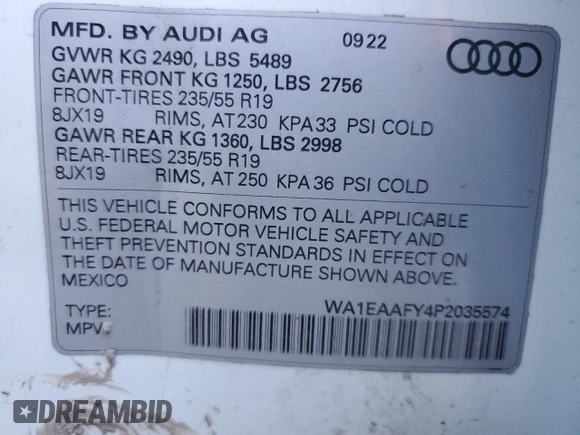 MFD. BY AUDI AG 0922
GVWR KG 2490, LBS 5489
GAWR FRONT KG 1250, LBS 2756
FRONT-TIRES 235/55 R19
8JX19 RIMS, AT 230 KPA 33 PSI COLD
GAWR REAR KG 1360, LBS 2998
REAR-TIRES 235/55 R19
8JX19 RIMS, AT 250 KPA 36 PSI COLD
THIS VEHICLE CONFORMS TO ALL APPLICABLE
U.S. FEDERAL MOTOR VEHICLE SAFETY AND
THEFT PREVENTION STANDARDS IN EFFECT ON
THE DATE OF MANUFACTURE SHOWN ABOVE.
MEXICO
WA1EAAFY4P2035574
TYPE:
MPV
DREAMBID